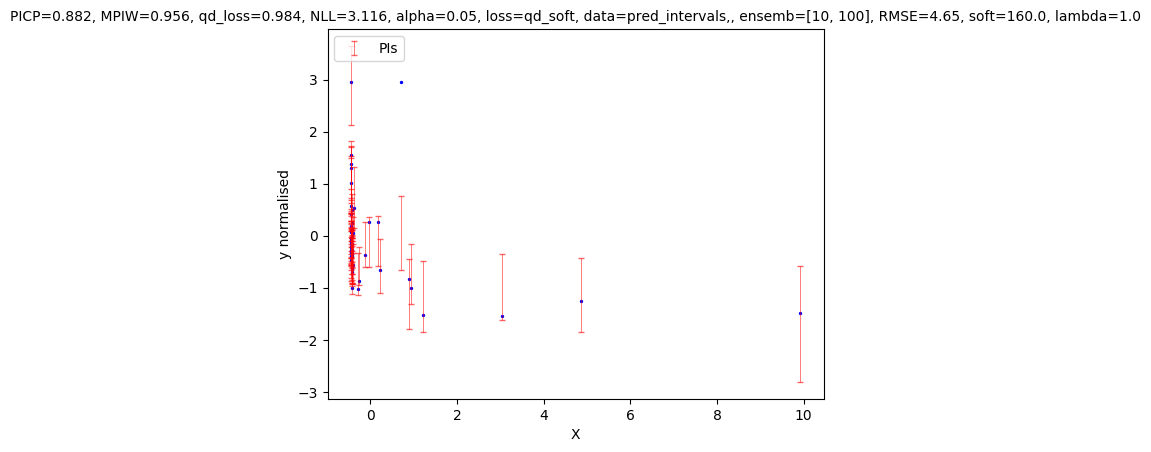 PICP=0.882, MPIW=0.956, qd_loss=0.984, NLL=3.116, alpha=0.05, loss=qd_soft, data=pred_intervals,, ensemb=[10, 100], RMSE=4.65, soft=160.0, lambda=1.0
PIs
3
2
1
0
−1
−2
−3
y normalised
0 2 4 6 8 10
X